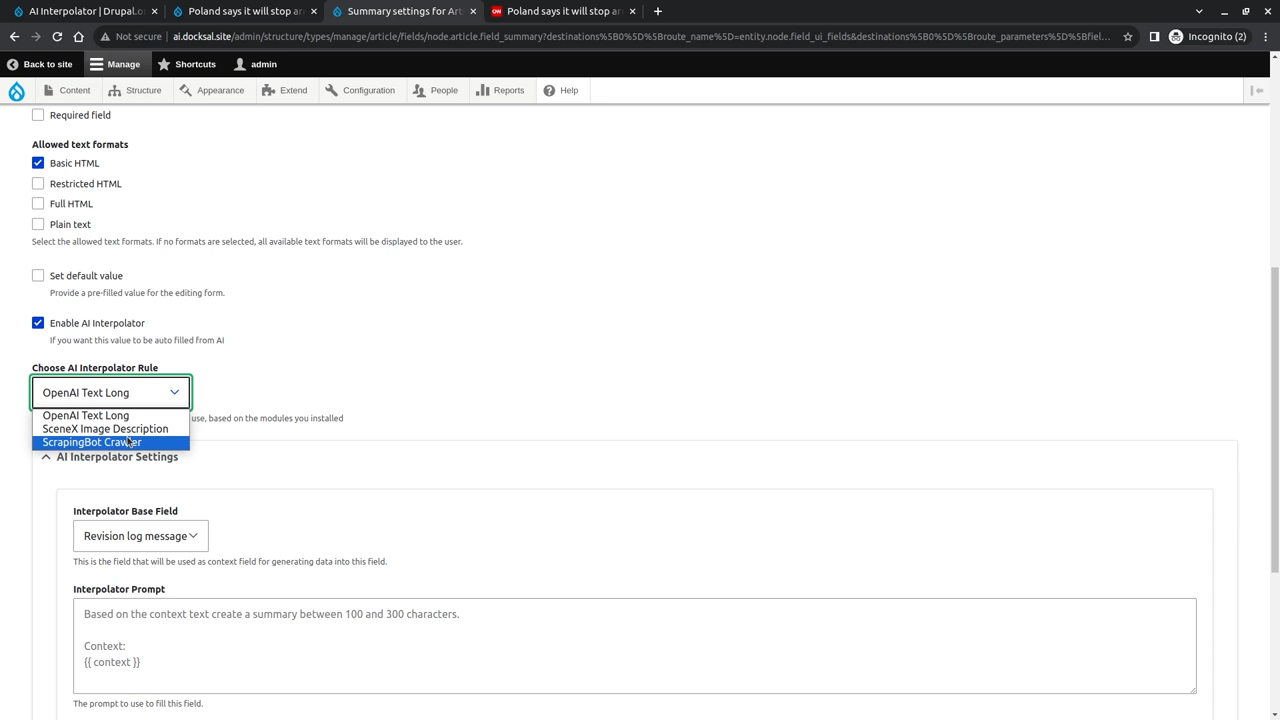 AI Interpolator | Drupal.o
Poland says it will stop ar
Summary settings for Art
Poland says it will stop ar
Not secure
ai.docksal.site/admin/structure/types/manage/article/fields/node.article.field_summary?destinations%5B0%5D%5Broute_name%5D=entity.node.field_ui_fields&destinations%5B0%5D%5Broute_parameters%5D%5Bfiel...
Incognito (2)
Back to site
Manage
Shortcuts
admin
Content
Structure
Appearance
Extend
Configuration
People
Reports
Help
Required field
Allowed text formats
Basic HTML
Restricted HTML
Full HTML
Plain text
Select the allowed text formats. If no formats are selected, all available text formats will be displayed to the user.
Set default value
Provide a pre-filled value for the editing form.
Enable AI Interpolator
If you want this value to be auto filled from AI
Choose AI Interpolator Rule
OpenAI Text Long
OpenAI Text Long
use, based on the modules you installed
SceneX Image Description
ScrapingBot Crawler
AI Interpolator Settings
Interpolator Base Field
Revision log message
This is the field that will be used as context field for generating data into this field.
Interpolator Prompt
Based on the context text create a summary between 100 and 300 characters.
Context:
{{ context }}
The prompt to use to fill this field.